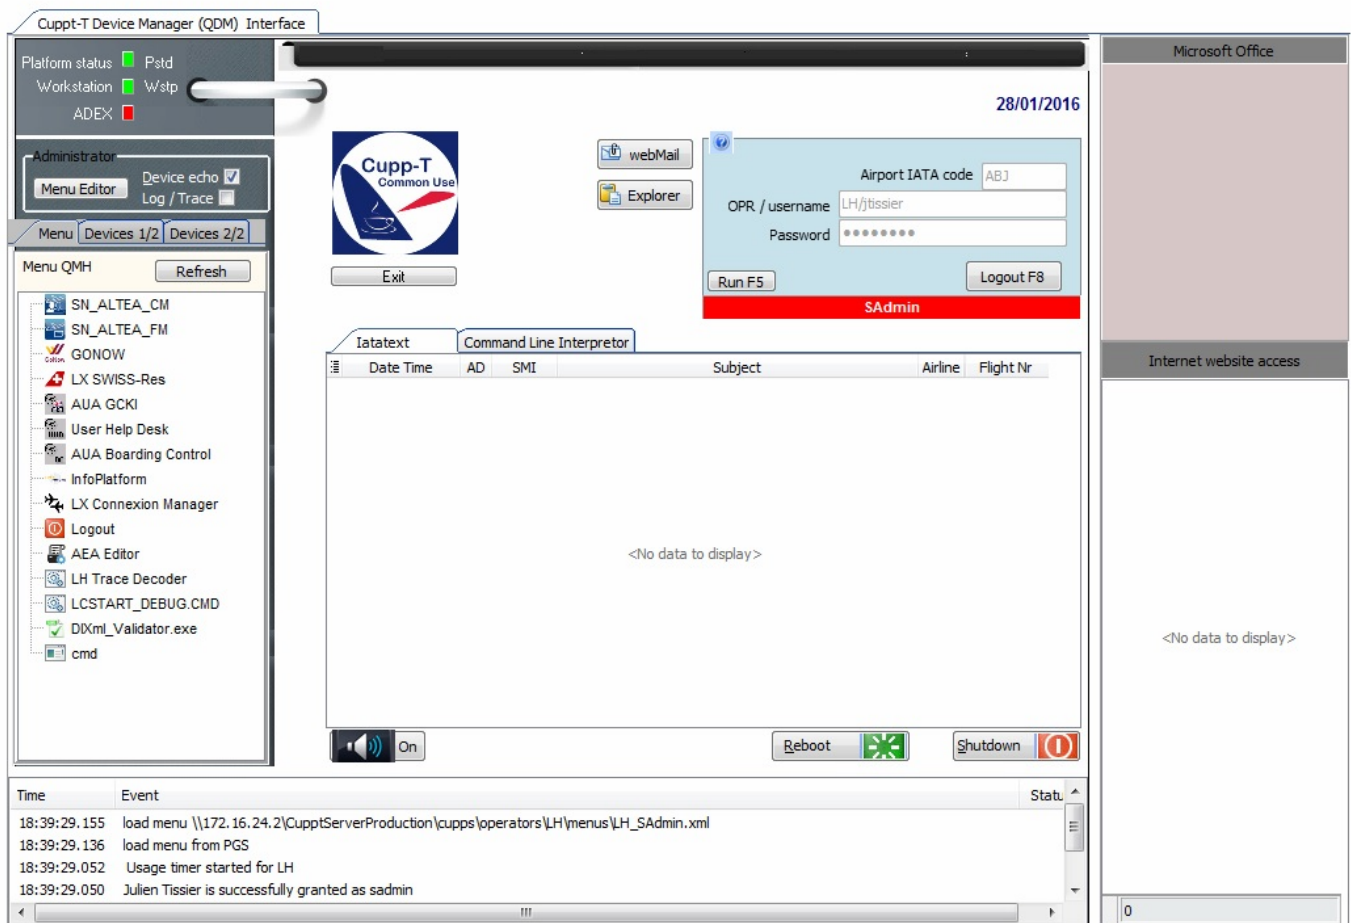 Cuppt-T Device Manager (QDM) Interface
Platform status Pstd
Workstation Wstp
ADEX
Administrator
Menu Editor
Device echo
Log / Trace
Menu Devices 1/2 Devices 2/2
Menu QMH Refresh
SN_ALTEA_CM
SN_ALTEA_FM
GONOW
LX SWISS-Res
AUA GCKI
User Help Desk
AUA Boarding Control
InfoPlatform
LX Connexion Manager
Logout
AEA Editor
LH Trace Decoder
LCSTART_DEBUG.CMD
DIXml_Validator.exe
cmd
28/01/2016
Cupp-T
Common Use
Exit
webMail
Explorer
Airport IATA code ABJ
OPR / username LH/jtissier
Password ●●●●●●●●
Run F5 Logout F8
SAdmin
Iatatext Command Line Interpretor
Date Time AD SMI Subject Airline Flight Nr
<No data to display>
On
Reboot
Shutdown
Microsoft Office
Internet website access
<No data to display>
0
Time Event Statu
18:39:29.155 load menu \\172.16.24.2\CupptServerProduction\cupps\operators\LH\menus\LH_SAdmin.xml
18:39:29.136 load menu from PGS
18:39:29.052 Usage timer started for LH
18:39:29.050 Julien Tissier is successfully granted as sadmin